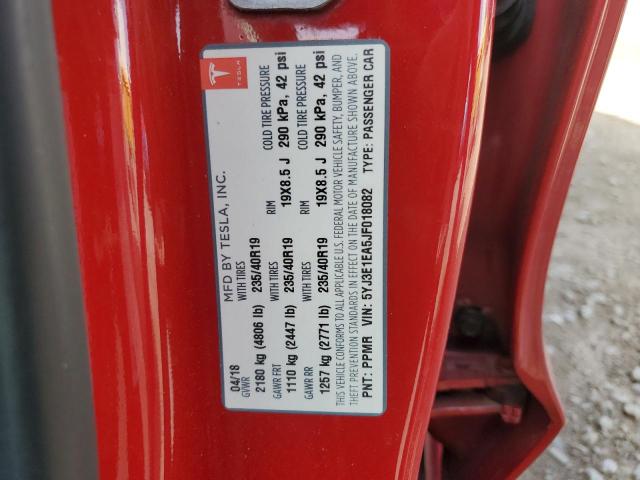 TESLA
MFD BY TESLA, INC.
04/18
GVWR WITH TIRES RIM COLD TIRE PRESSURE
2180 kg (4806 lb) 235/40R19 19X8.5 J 290 kPa, 42 psi
GAWR FRT WITH TIRES RIM COLD TIRE PRESSURE
1110 kg (2447 lb) 235/40R19 19X8.5 J 290 kPa, 42 psi
GAWR RR
1257 kg (2771 lb) 235/40R19
THIS VEHICLE CONFORMS TO ALL APPLICABLE U.S. FEDERAL MOTOR VEHICLE SAFETY, BUMPER, AND
THEFT PREVENTION STANDARDS IN EFFECT ON THE DATE OF MANUFACTURE SHOWN ABOVE.
PNT: PPMR VIN: 5YJ3E1EA5JF018082 TYPE: PASSENGER CAR